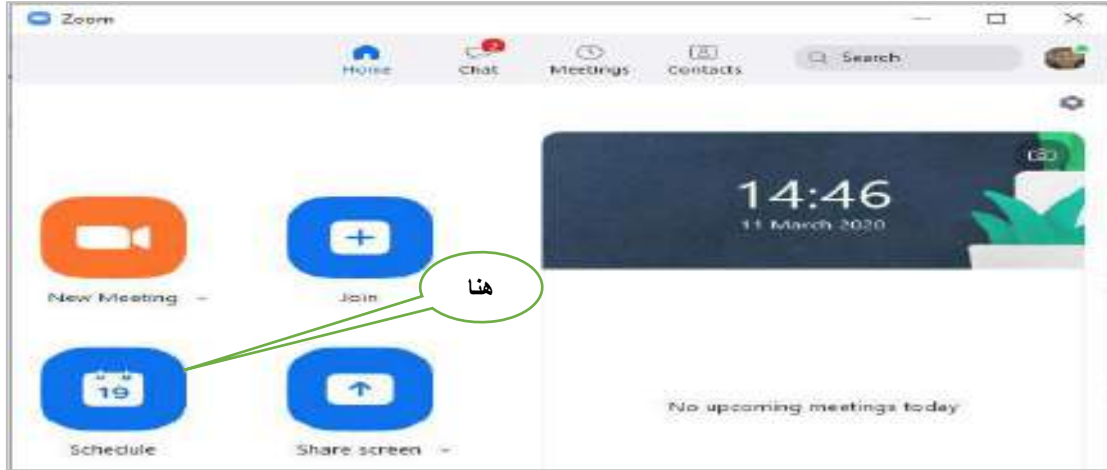 Zoom
Home
Chat
2
Meetings
Contacts
Search
14:46
11 March 2020
New Meeting
Join
هنا
19
Schedule
Share screen
No upcoming meetings today